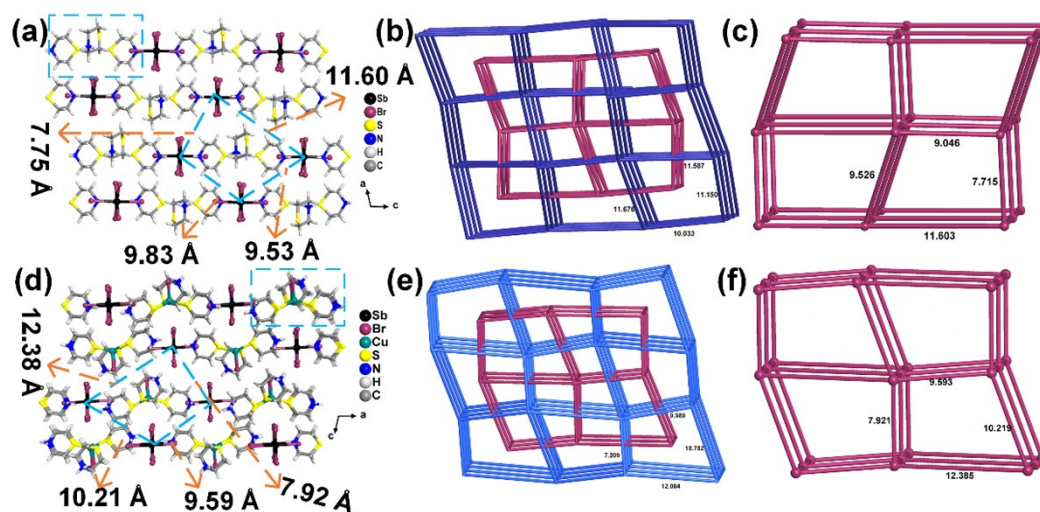 (a)
11.60 Å
Sb
Br
S
N
H
C
7.75 Å
a
c
9.83 Å
9.53 Å
(b)
11.587
11.150
11.676
10.033
(c)
9.046
9.526
7.715
11.603
(d)
12.38 Å
Sb
Br
Cu
S
N
H
C
a
c
10.21 Å
9.59 Å
7.92 Å
(e)
9.989
10.752
7.209
12.084
(f)
9.593
7.921
10.219
12.385